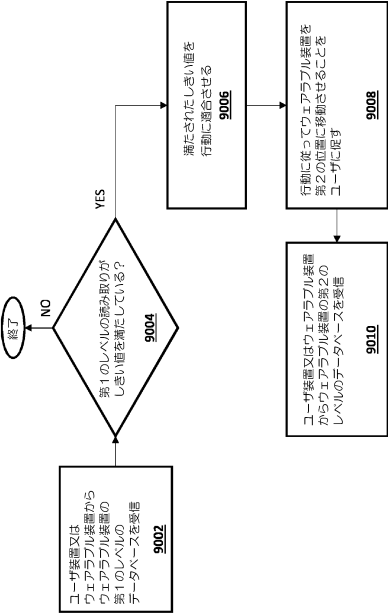 ユーザ装置又は
ウェアラブル装置から
ウェアラブル装置の
第1のレベルの
データベースを受信
9002
第1のレベルの読み取りが
しきい値を満たしている?
9004
NO
終了
YES
満たされたしきい値を
行動に適合させる
9006
行動に従ってウェアラブル装置を
第2の位置に移動させることを
ユーザに促す
9008
ユーザ装置又はウェアラブル装置
からウェアラブル装置の第2の
レベルのデータベースを受信
9010